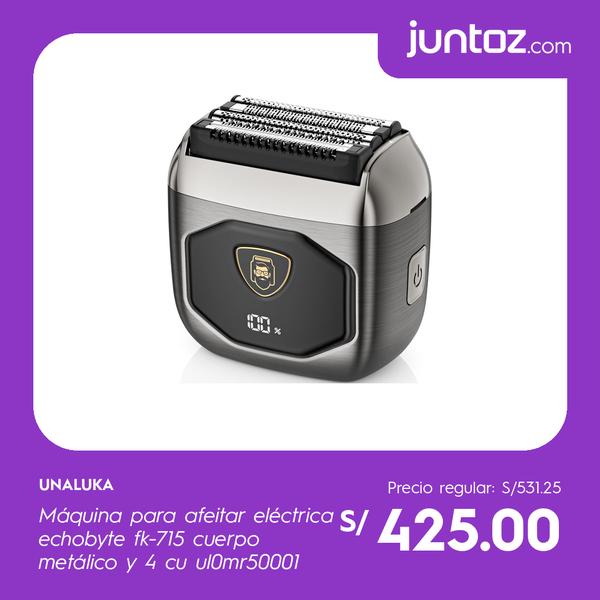 juntoz.com
100 %
UNALUKA
Precio regular: S/531.25
Máquina para afeitar eléctrica
echobyte fk-715 cuerpo
metálico y 4 cu ul0mr50001
S/ 425.00